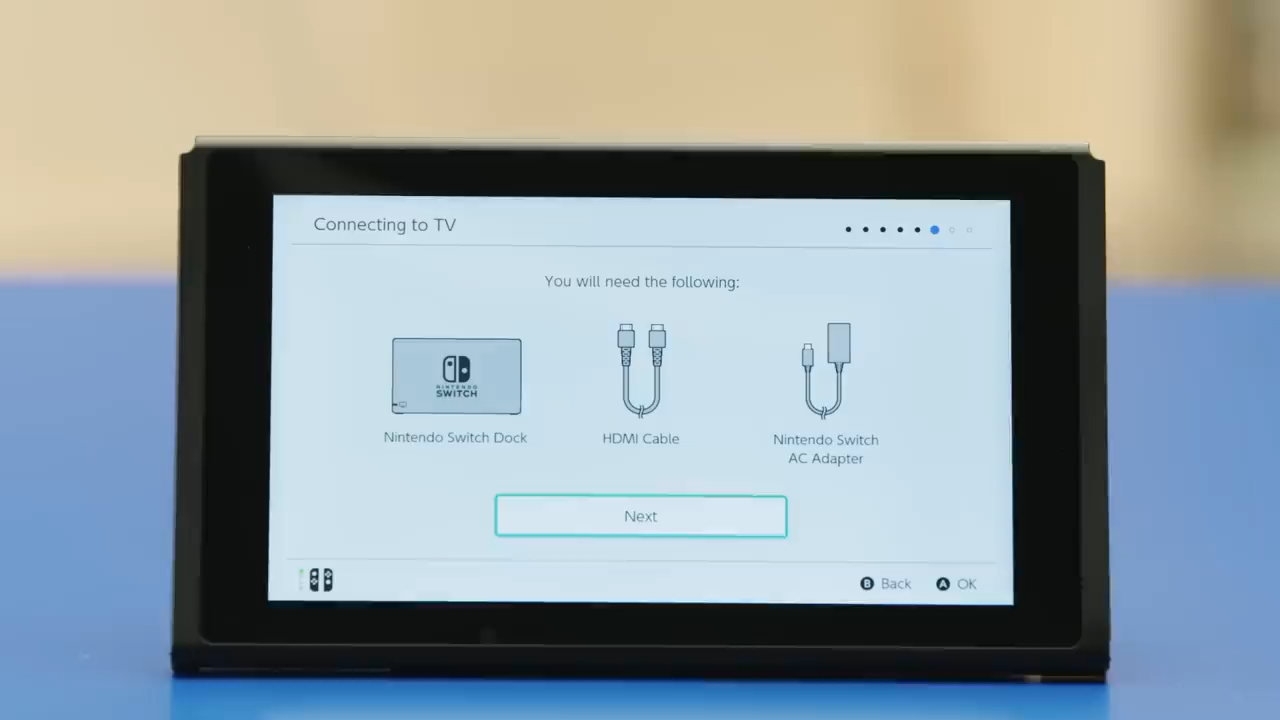 Connecting to TV
You will need the following:
NINTENDO
SWITCH
Nintendo Switch Dock
HDMI Cable
Nintendo Switch
AC Adapter
Next
B Back A OK